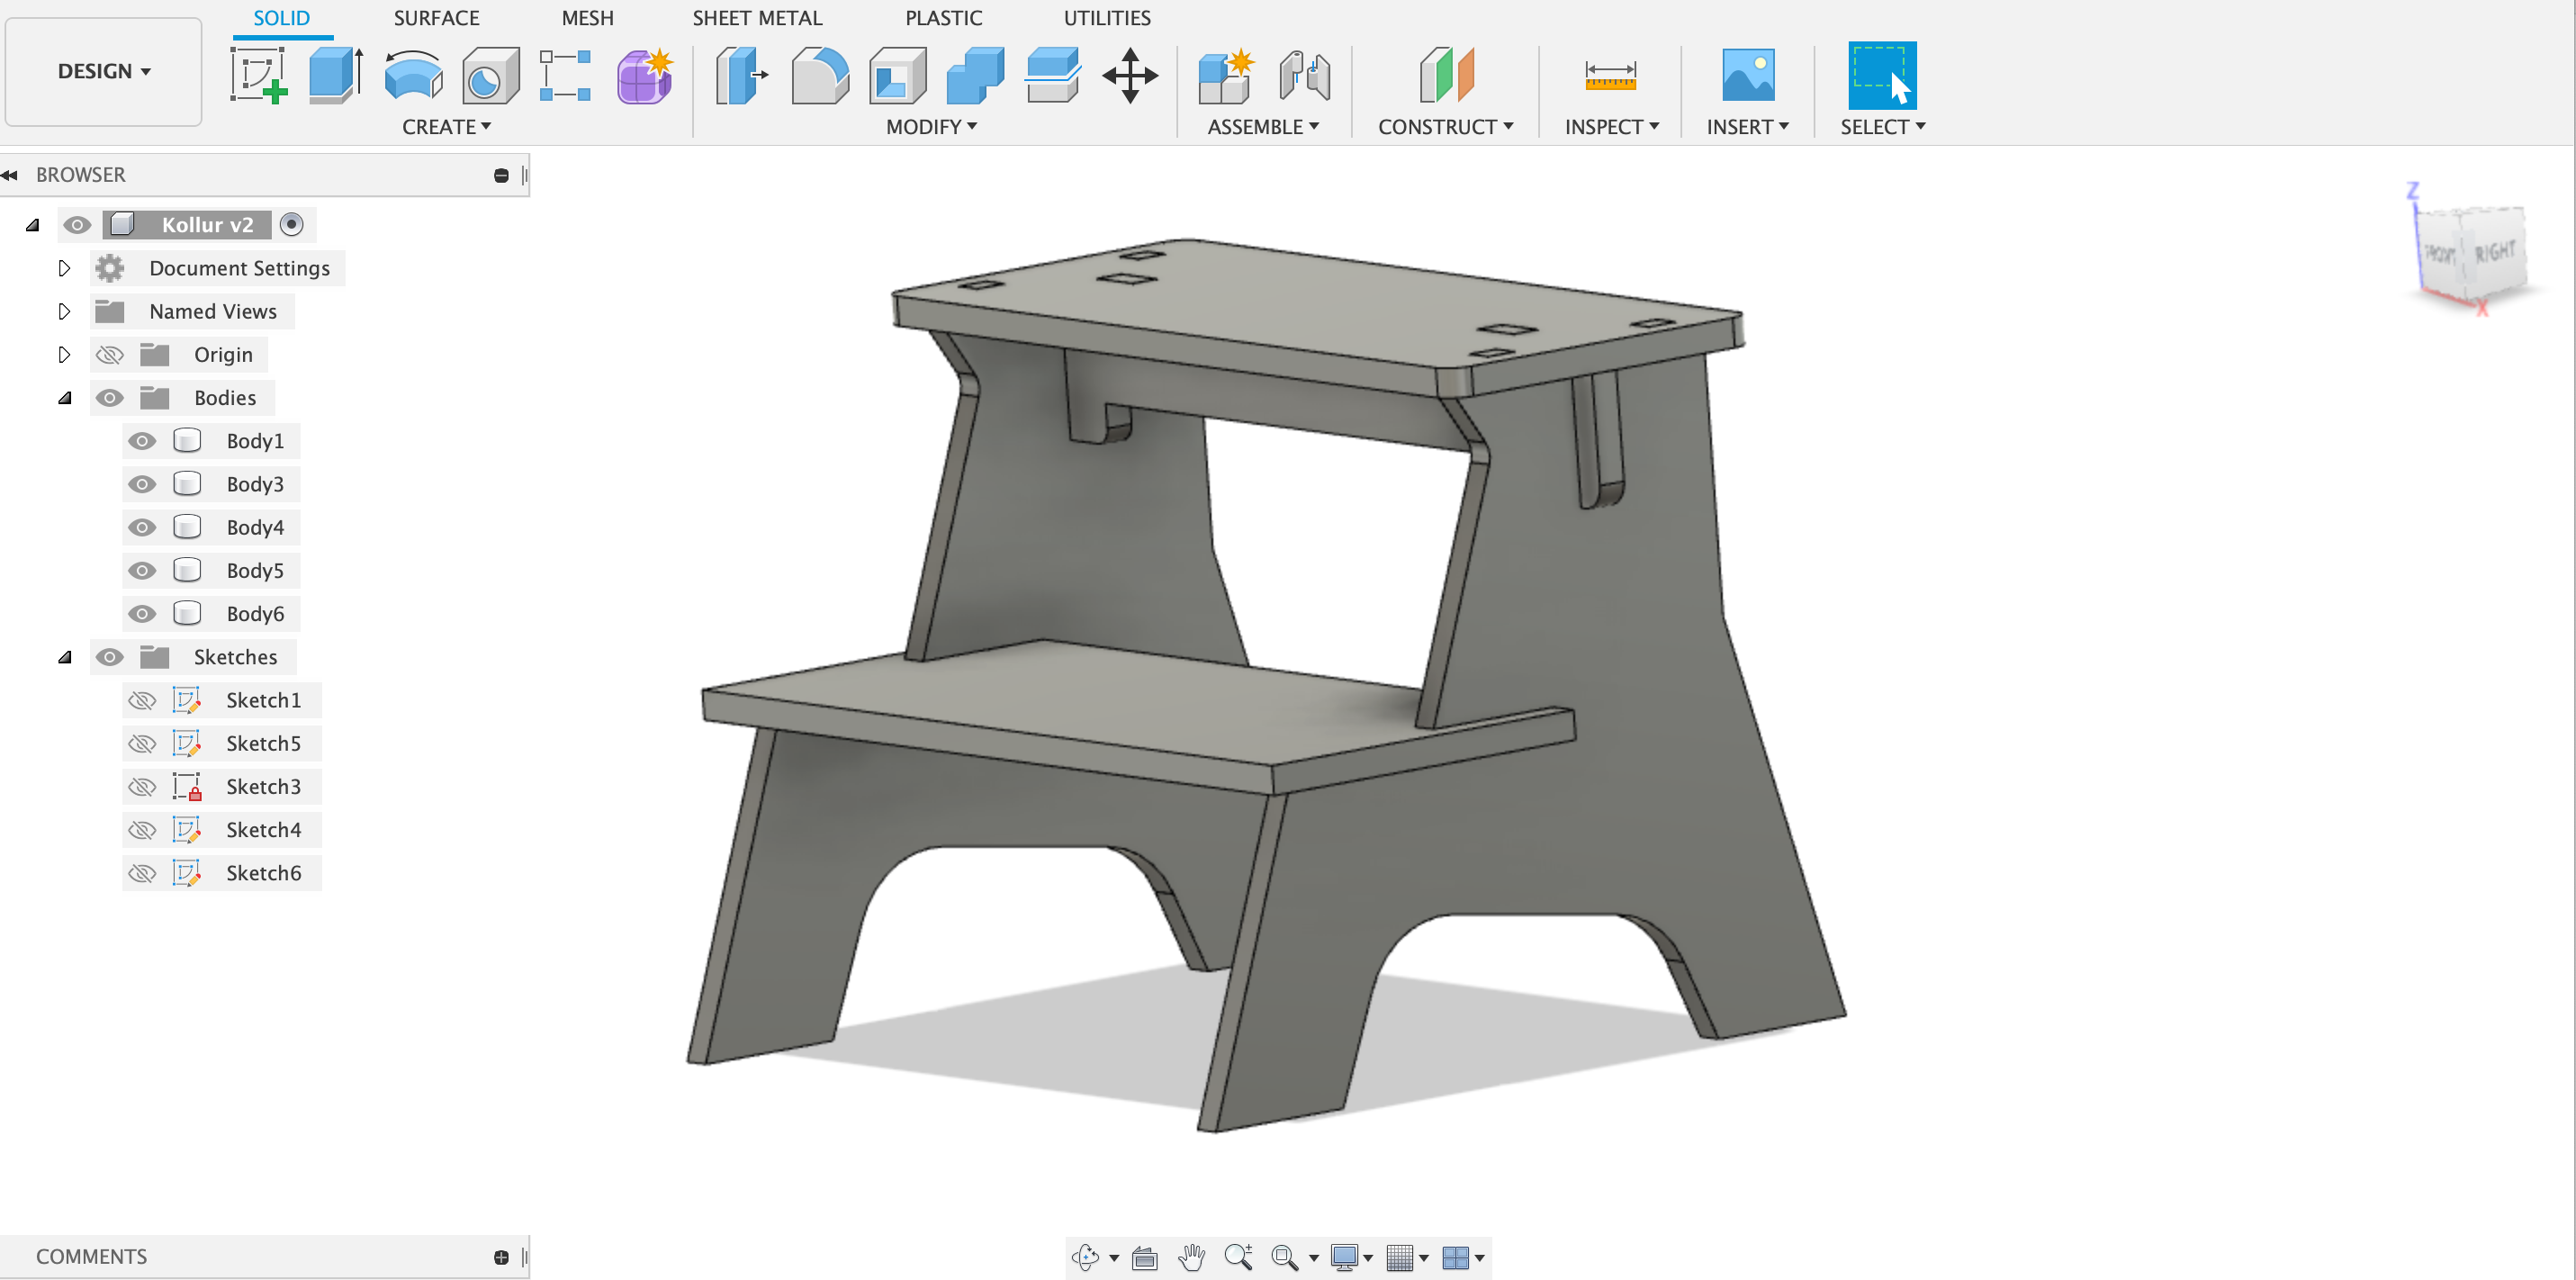 SOLID SURFACE MESH SHEET METAL PLASTIC UTILITIES
DESIGN
CREATE MODIFY ASSEMBLE CONSTRUCT INSPECT INSERT SELECT
BROWSER
Kollur v2
Document Settings
Named Views
Origin
Bodies
Body1
Body3
Body4
Body5
Body6
Sketches
Sketch1
Sketch5
Sketch3
Sketch4
Sketch6
Z
FRONT RIGHT
X
COMMENTS